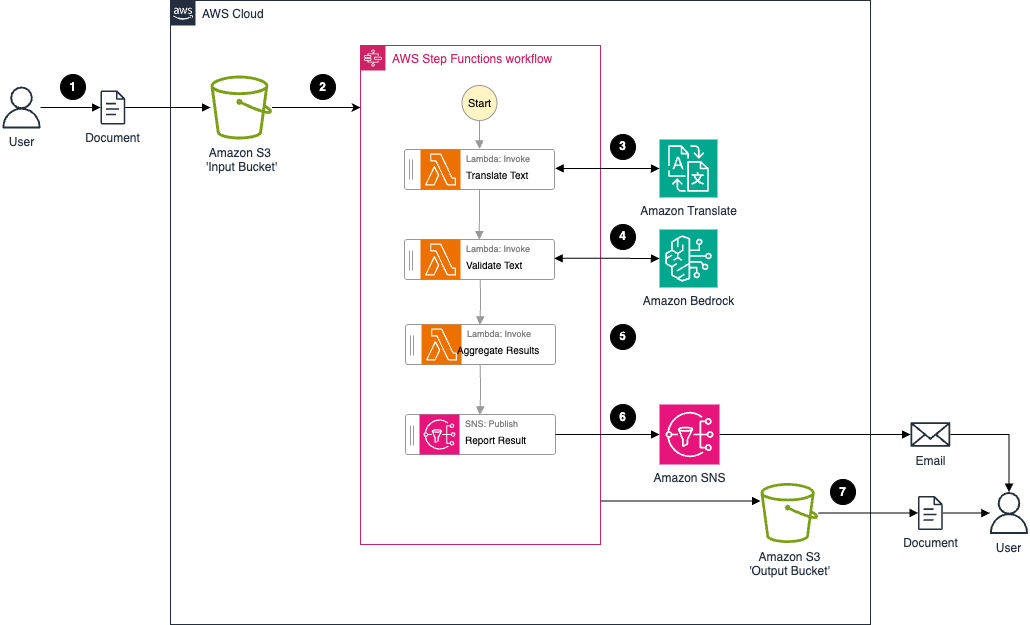 aws
AWS Cloud
AWS Step Functions workflow
1
2
Start
User
Document
Amazon S3
'Input Bucket'
Lambda: Invoke
Translate Text
3
A
文
Amazon Translate
Lambda: Invoke
Validate Text
4
Amazon Bedrock
Lambda: Invoke
Aggregate Results
5
SNS: Publish
Report Result
6
Amazon SNS
Email
7
Amazon S3
'Output Bucket'
Document
User